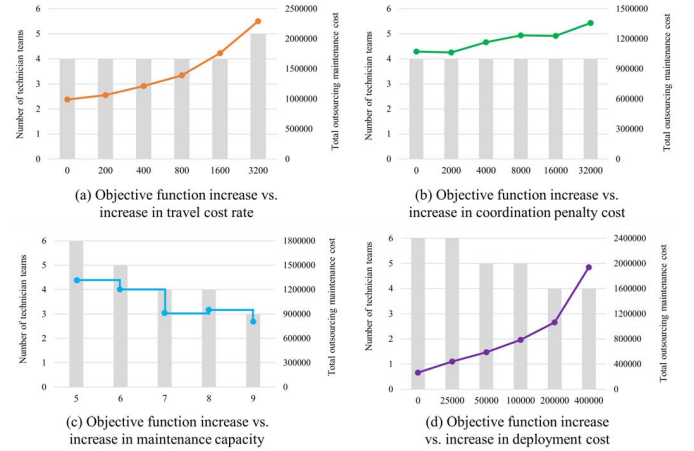 Number of technician teams
6
5
4
3
2
1
0
2500000
2000000
1500000
1000000
500000
0
Total outsourcing maintenance cost
0 200 400 800 1600 3200
(a) Objective function increase vs.
increase in travel cost rate
Number of technician teams
6
5
4
3
2
1
0
1500000
1200000
900000
600000
300000
0
Total outsourcing maintenance cost
0 2000 4000 8000 16000 32000
(b) Objective function increase vs.
increase in coordination penalty cost
Number of technician teams
6
5
4
3
2
1
0
1800000
1500000
1200000
900000
600000
300000
0
Total outsourcing maintenance cost
5 6 7 8 9
(c) Objective function increase vs.
increase in maintenance capacity
Number of technician teams
6
5
4
3
2
1
0
2400000
2000000
1600000
1200000
800000
400000
0
Total outsourcing maintenance cost
0 25000 50000 100000 200000 400000
(d) Objective function increase
vs. increase in deployment cost